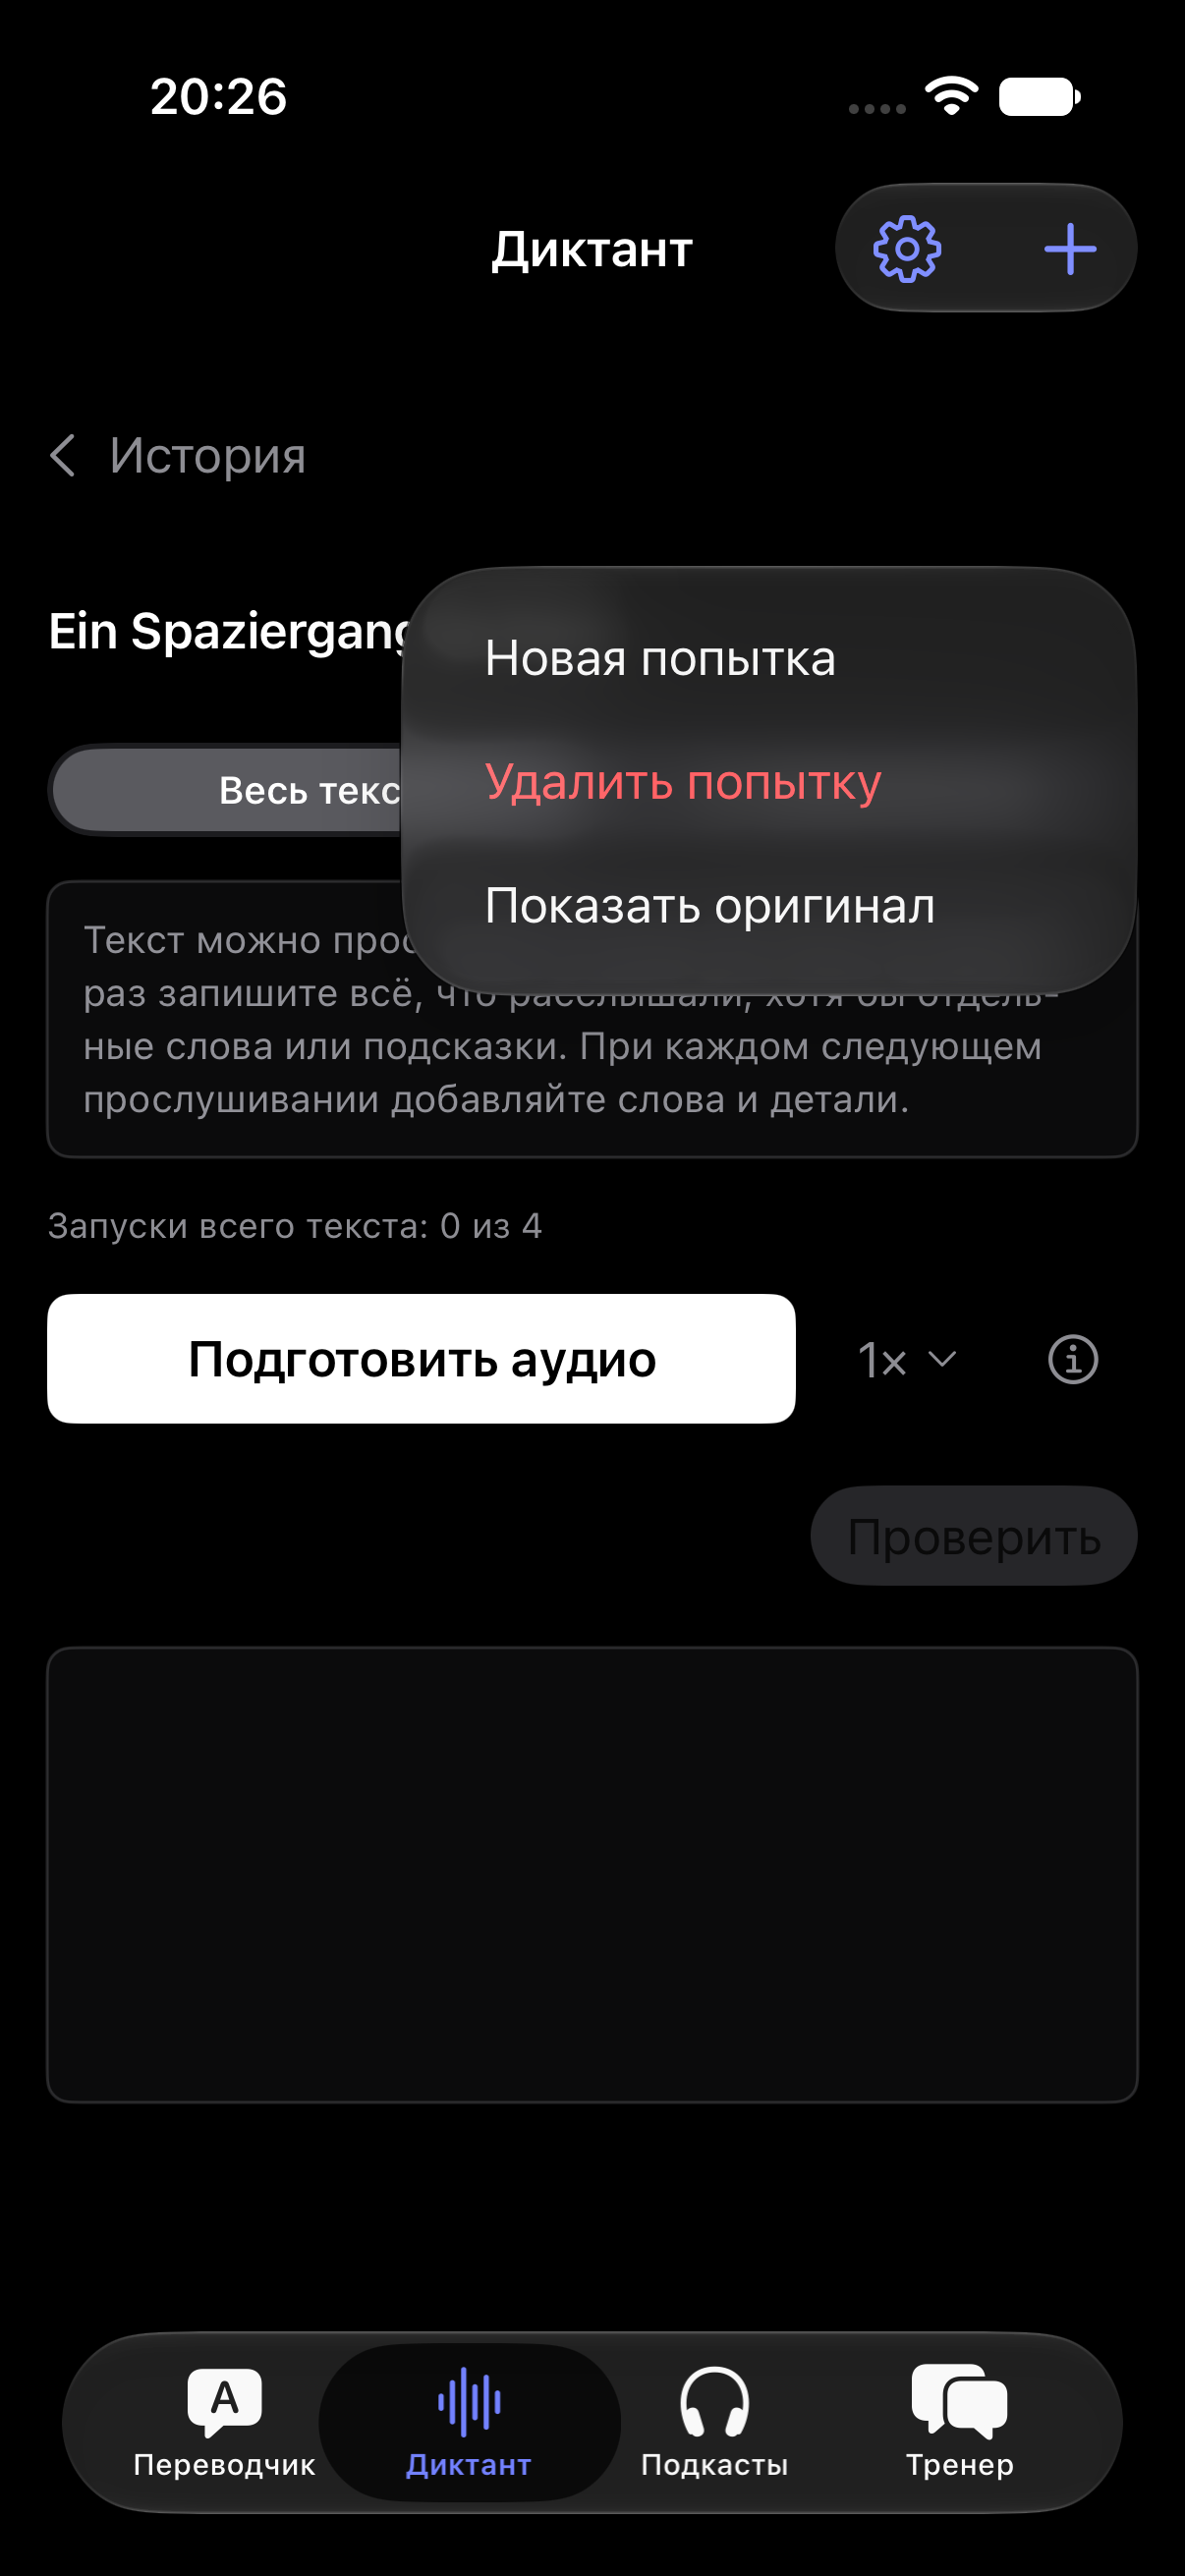 20:26
Диктант
История
Ein Spaziergang
Новая попытка
Весь текс
Удалить попытку
Показать оригинал
Текст можно прос
раз запишите всё, что расслышали, хотя бы отдель-
ные слова или подсказки. При каждом следующем
прослушивании добавляйте слова и детали.
Запуски всего текста: 0 из 4
Подготовить аудио
1×
Проверить
Переводчик
Диктант
Подкасты
Тренер